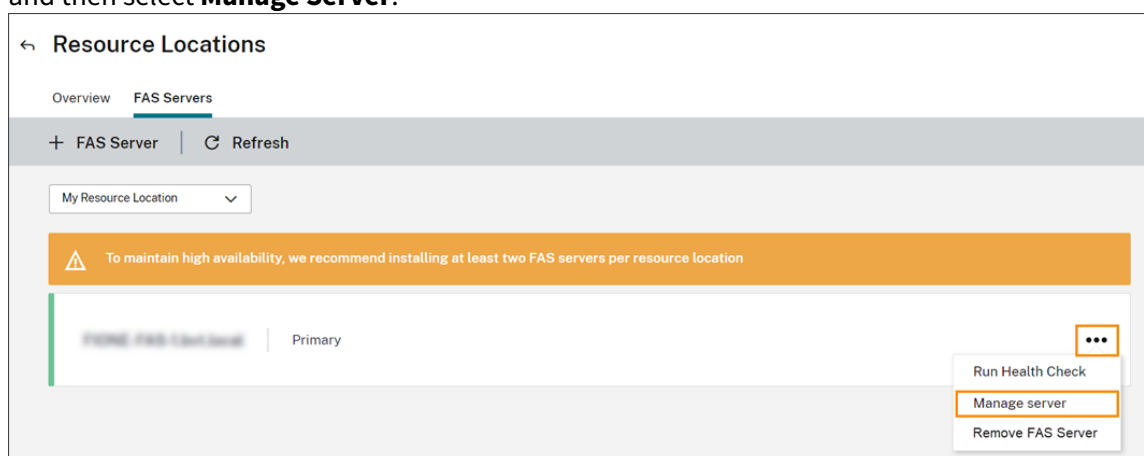 and then select Manage Server.
Resource Locations
Overview FAS Servers
+ FAS Server Refresh
My Resource Location
To maintain high availability, we recommend installing at least two FAS servers per resource location
Primary
Run Health Check
Manage server
Remove FAS Server